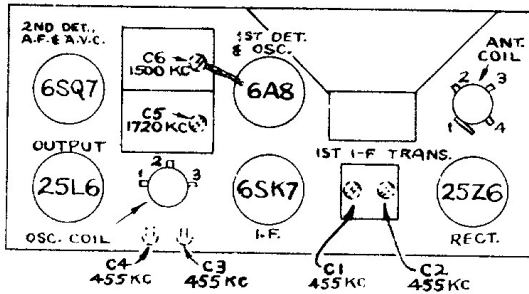 2ND DET.,
A.F. & A.V.C.
6SQ7
C6
1500 KC
C5
1720 KC
1ST DET.
& OSC.
6A8
ANT.
COIL
2
3
1
4
OUTPUT
25L6
2
1
3
OSC. COIL
6SK7
I.F.
1ST I-F TRANS.
25Z6
RECT.
C4
455 KC
C3
455 KC
C1
455 KC
C2
455 KC